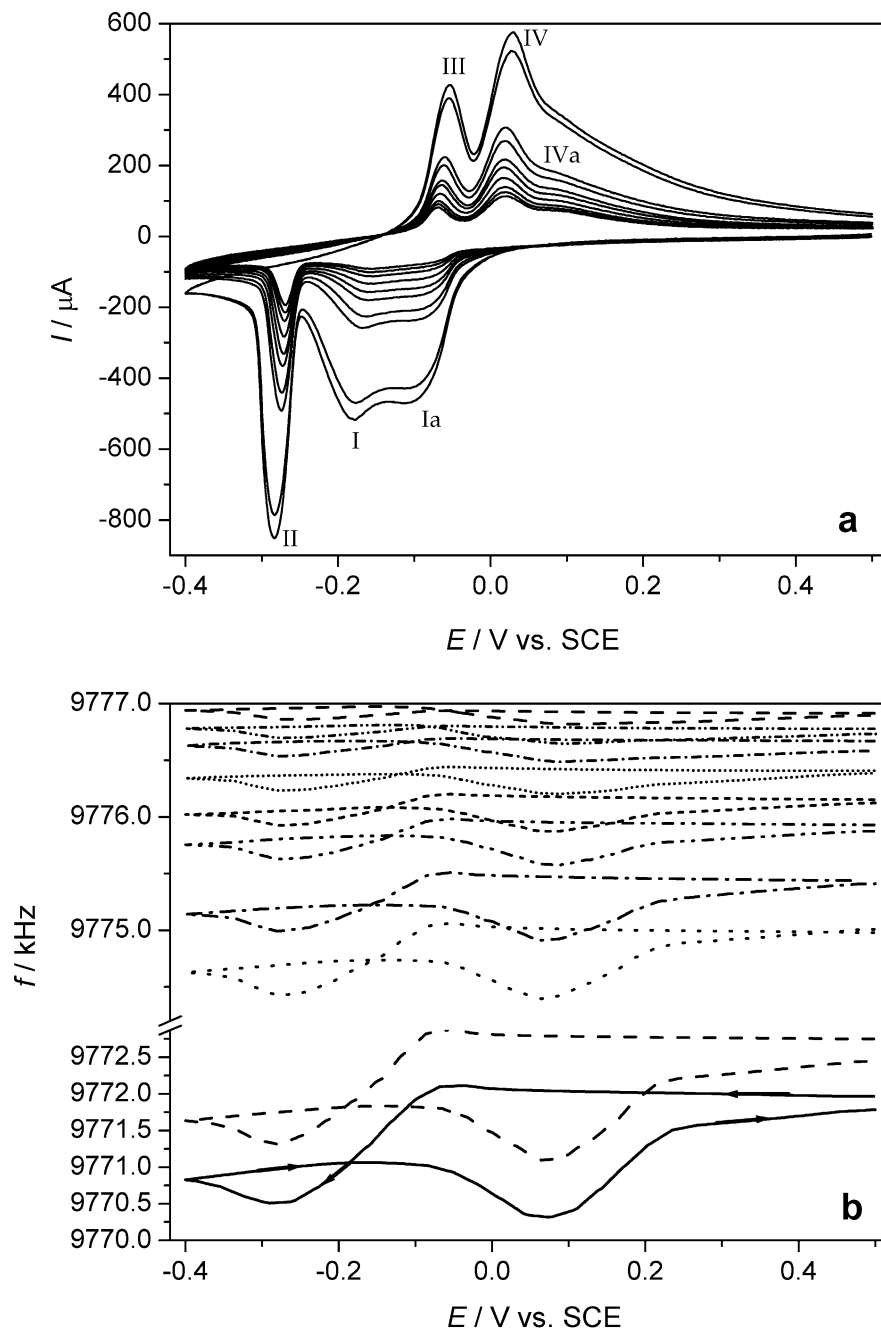 600
400
200
0
-200
-400
-600
-800
I / µA
III
IV
IVa
I
Ia
II
a
-0.4
-0.2
0.0
0.2
0.4
E / V vs. SCE
9777.0
9776.0
9775.0
9772.5
9772.0
9771.5
9771.0
9770.5
9770.0
f / kHz
b
-0.4
-0.2
0.0
0.2
0.4
E / V vs. SCE